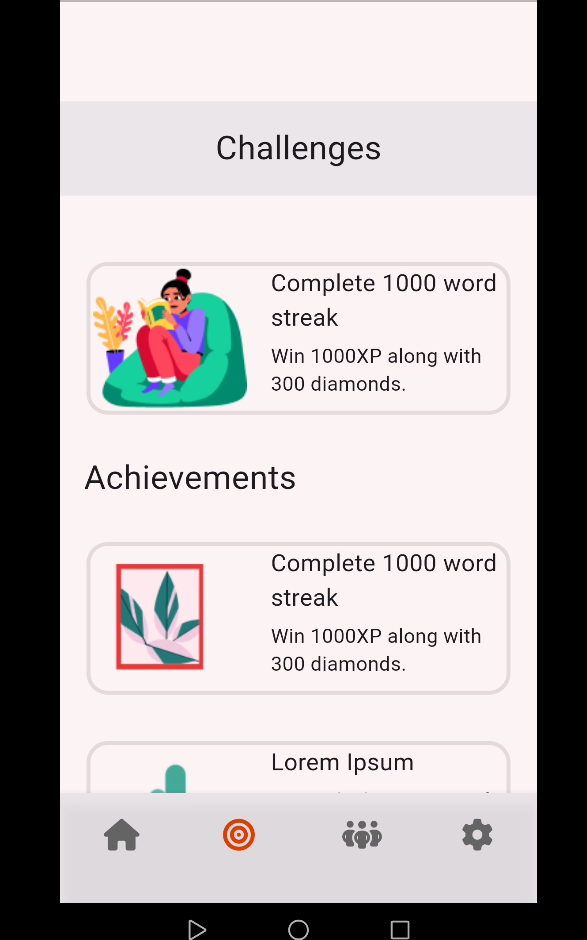 Challenges
Complete 1000 word
streak
Win 1000XP along with
300 diamonds.
Achievements
Complete 1000 word
streak
Win 1000XP along with
300 diamonds.
Lorem Ipsum